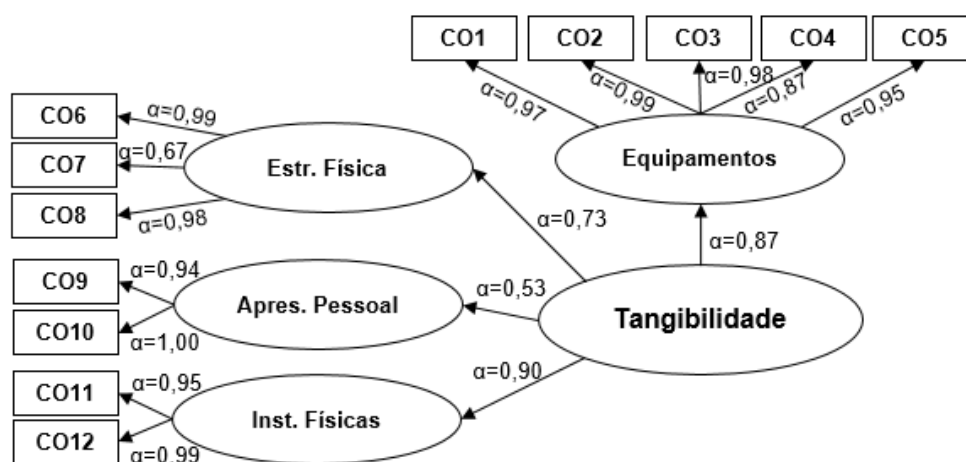 CO1
CO2
CO3
CO4
CO5
α=0,97
α=0,99
α=0,98
α=0,87
α=0,95
Equipamentos
CO6
CO7
CO8
α=0,99
α=0,67
α=0,98
Estr. Física
α=0,73
α=0,87
CO9
CO10
α=0,94
α=1,00
Apres. Pessoal
α=0,53
Tangibilidade
CO11
CO12
α=0,95
α=0,99
Inst. Físicas
α=0,90